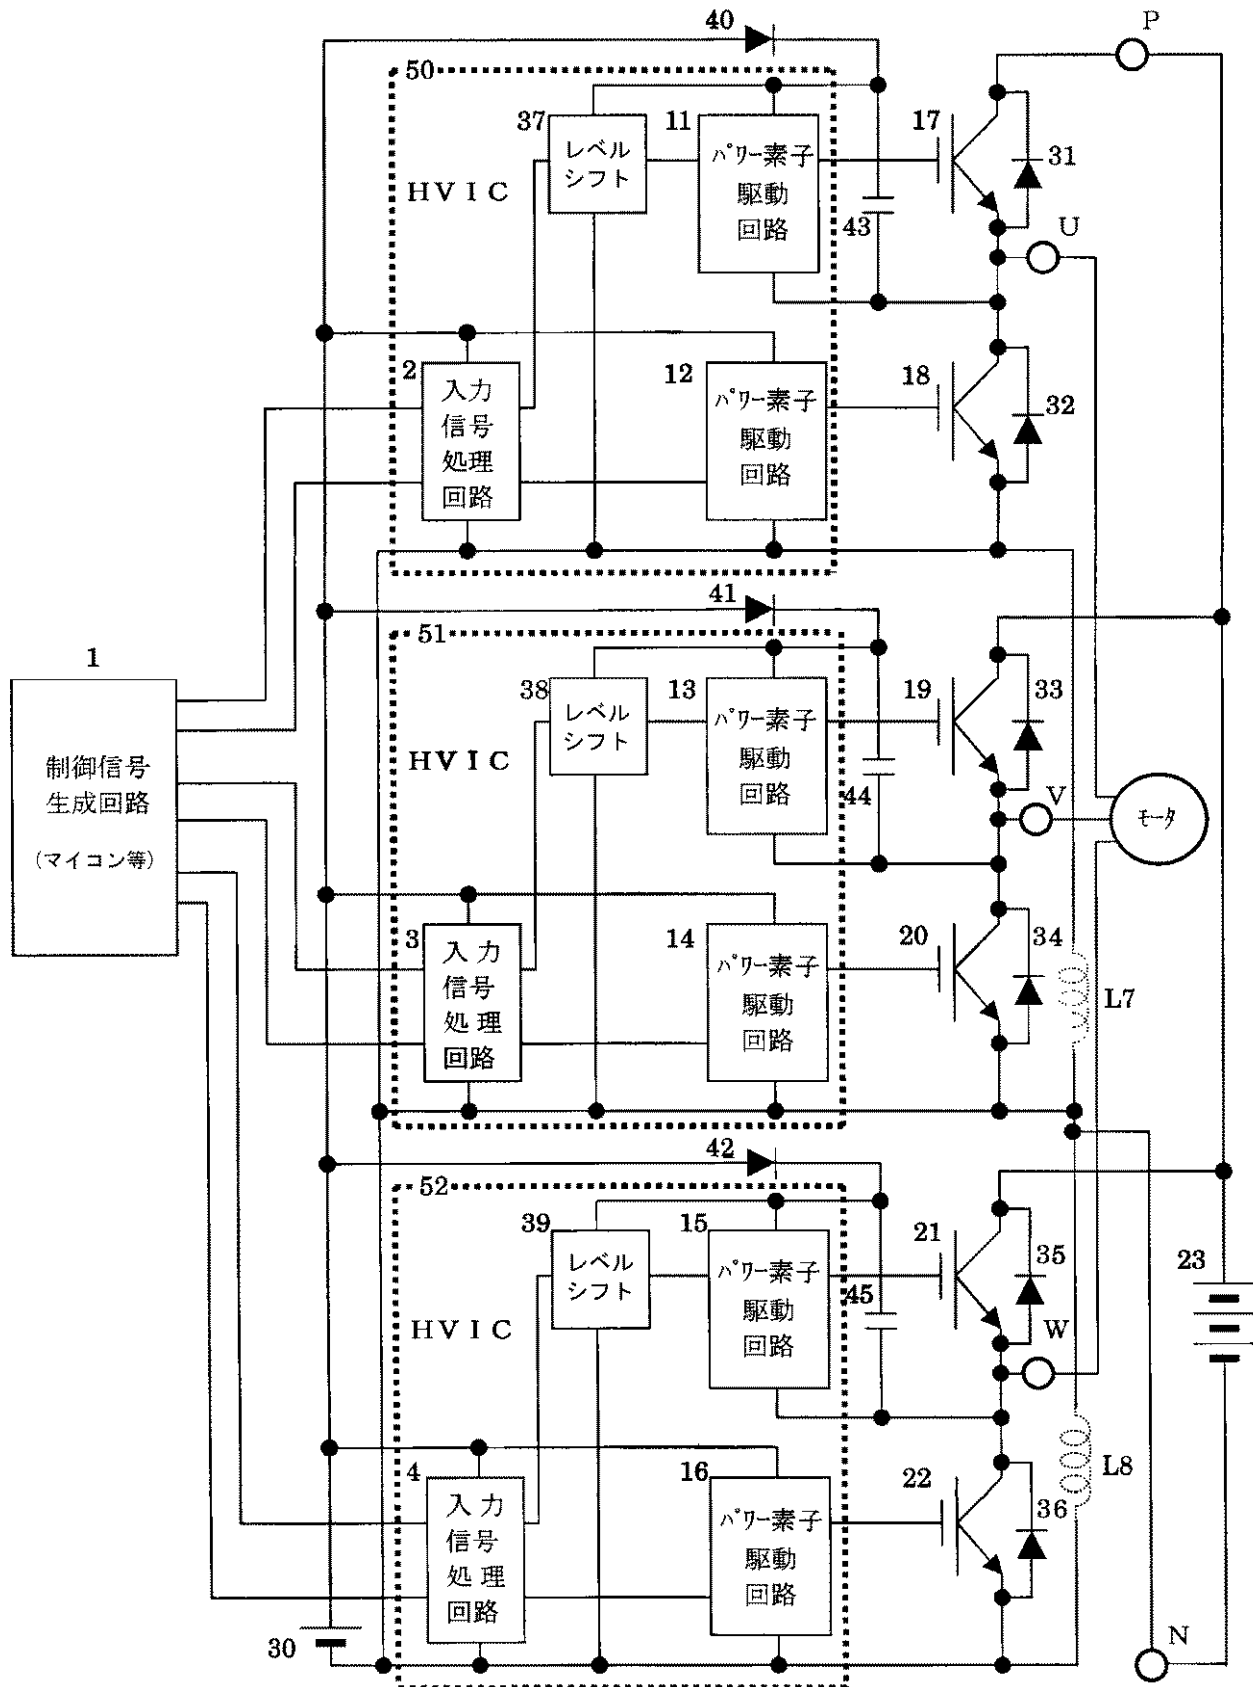 40
P
50
37
11
17
31
レベル
シフト
パワー素子
駆動
回路
HVIC
43
U
2
12
18
32
入力
信号
処理
回路
パワー素子
駆動
回路
41
51
1
38
13
19
33
レベル
シフト
パワー素子
駆動
回路
制御信号
生成回路
(マイコン等)
HVIC
44
V
モータ
3
14
20
34
入力
信号
処理
回路
パワー素子
駆動
回路
L7
42
52
39
15
21
35
23
レベル
シフト
パワー素子
駆動
回路
HVIC
45
W
4
16
22
36
L8
入力
信号
処理
回路
パワー素子
駆動
回路
30
N